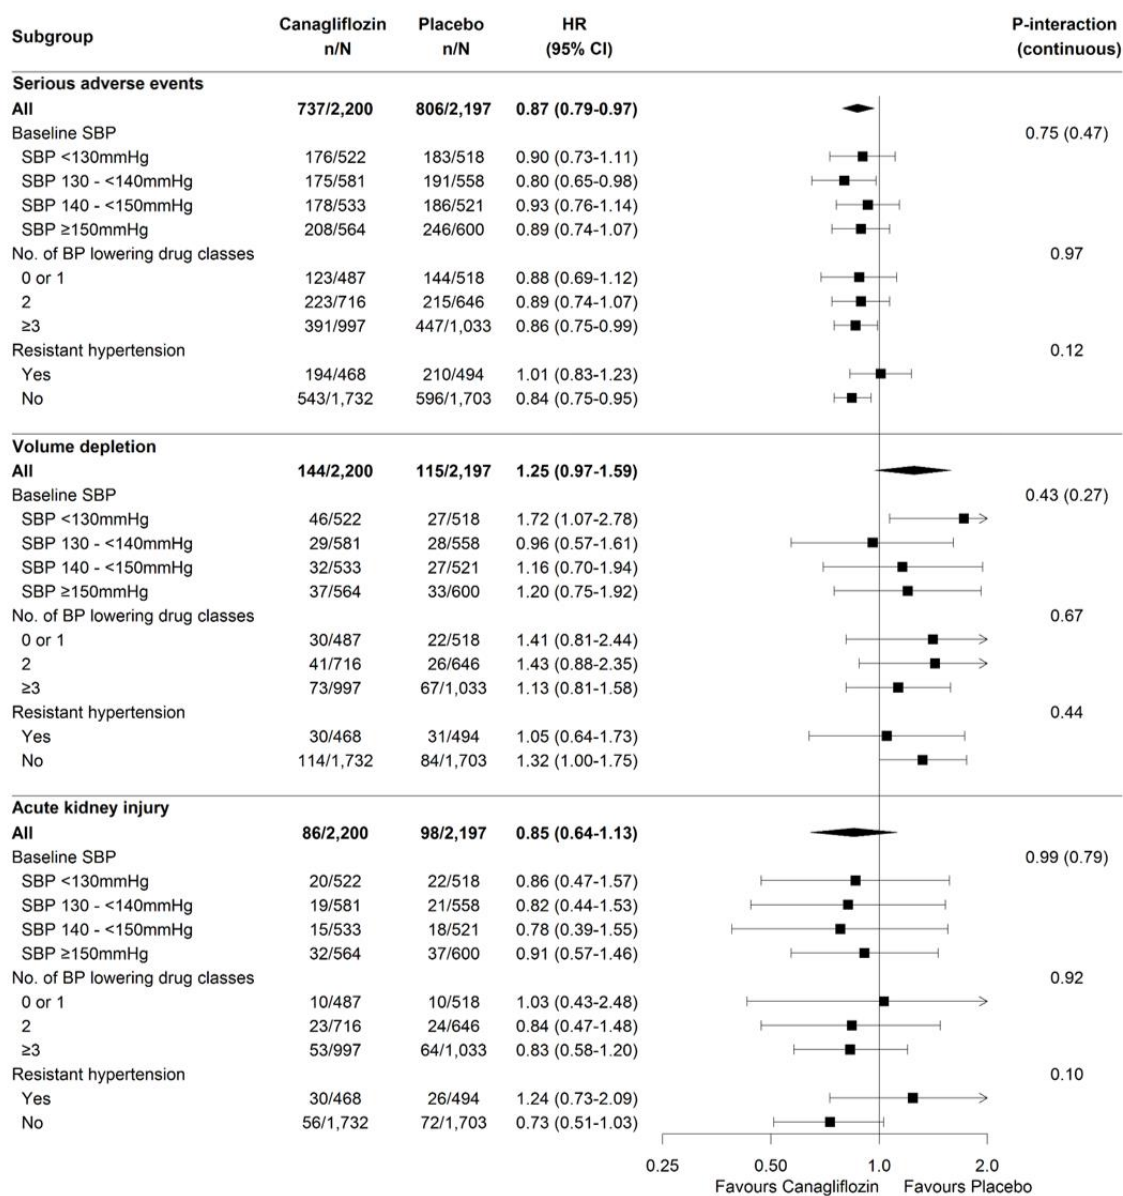 Subgroup Canagliflozin n/N Placebo n/N HR (95% CI) P-interaction (continuous)
Serious adverse events
All 737/2,200 806/2,197 0.87 (0.79-0.97)
Baseline SBP 0.75 (0.47)
SBP <130mmHg 176/522 183/518 0.90 (0.73-1.11)
SBP 130 - <140mmHg 175/581 191/558 0.80 (0.65-0.98)
SBP 140 - <150mmHg 178/533 186/521 0.93 (0.76-1.14)
SBP ≥150mmHg 208/564 246/600 0.89 (0.74-1.07)
No. of BP lowering drug classes 0.97
0 or 1 123/487 144/518 0.88 (0.69-1.12)
2 223/716 215/646 0.89 (0.74-1.07)
≥3 391/997 447/1,033 0.86 (0.75-0.99)
Resistant hypertension 0.12
Yes 194/468 210/494 1.01 (0.83-1.23)
No 543/1,732 596/1,703 0.84 (0.75-0.95)
Volume depletion
All 144/2,200 115/2,197 1.25 (0.97-1.59)
Baseline SBP 0.43 (0.27)
SBP <130mmHg 46/522 27/518 1.72 (1.07-2.78)
SBP 130 - <140mmHg 29/581 28/558 0.96 (0.57-1.61)
SBP 140 - <150mmHg 32/533 27/521 1.16 (0.70-1.94)
SBP ≥150mmHg 37/564 33/600 1.20 (0.75-1.92)
No. of BP lowering drug classes 0.67
0 or 1 30/487 22/518 1.41 (0.81-2.44)
2 41/716 26/646 1.43 (0.88-2.35)
≥3 73/997 67/1,033 1.13 (0.81-1.58)
Resistant hypertension 0.44
Yes 30/468 31/494 1.05 (0.64-1.73)
No 114/1,732 84/1,703 1.32 (1.00-1.75)
Acute kidney injury
All 86/2,200 98/2,197 0.85 (0.64-1.13)
Baseline SBP 0.99 (0.79)
SBP <130mmHg 20/522 22/518 0.86 (0.47-1.57)
SBP 130 - <140mmHg 19/581 21/558 0.82 (0.44-1.53)
SBP 140 - <150mmHg 15/533 18/521 0.78 (0.39-1.55)
SBP ≥150mmHg 32/564 37/600 0.91 (0.57-1.46)
No. of BP lowering drug classes 0.92
0 or 1 10/487 10/518 1.03 (0.43-2.48)
2 23/716 24/646 0.84 (0.47-1.48)
≥3 53/997 64/1,033 0.83 (0.58-1.20)
Resistant hypertension 0.10
Yes 30/468 26/494 1.24 (0.73-2.09)
No 56/1,732 72/1,703 0.73 (0.51-1.03)
0.25 0.50 1.0 2.0
Favours Canagliflozin Favours Placebo